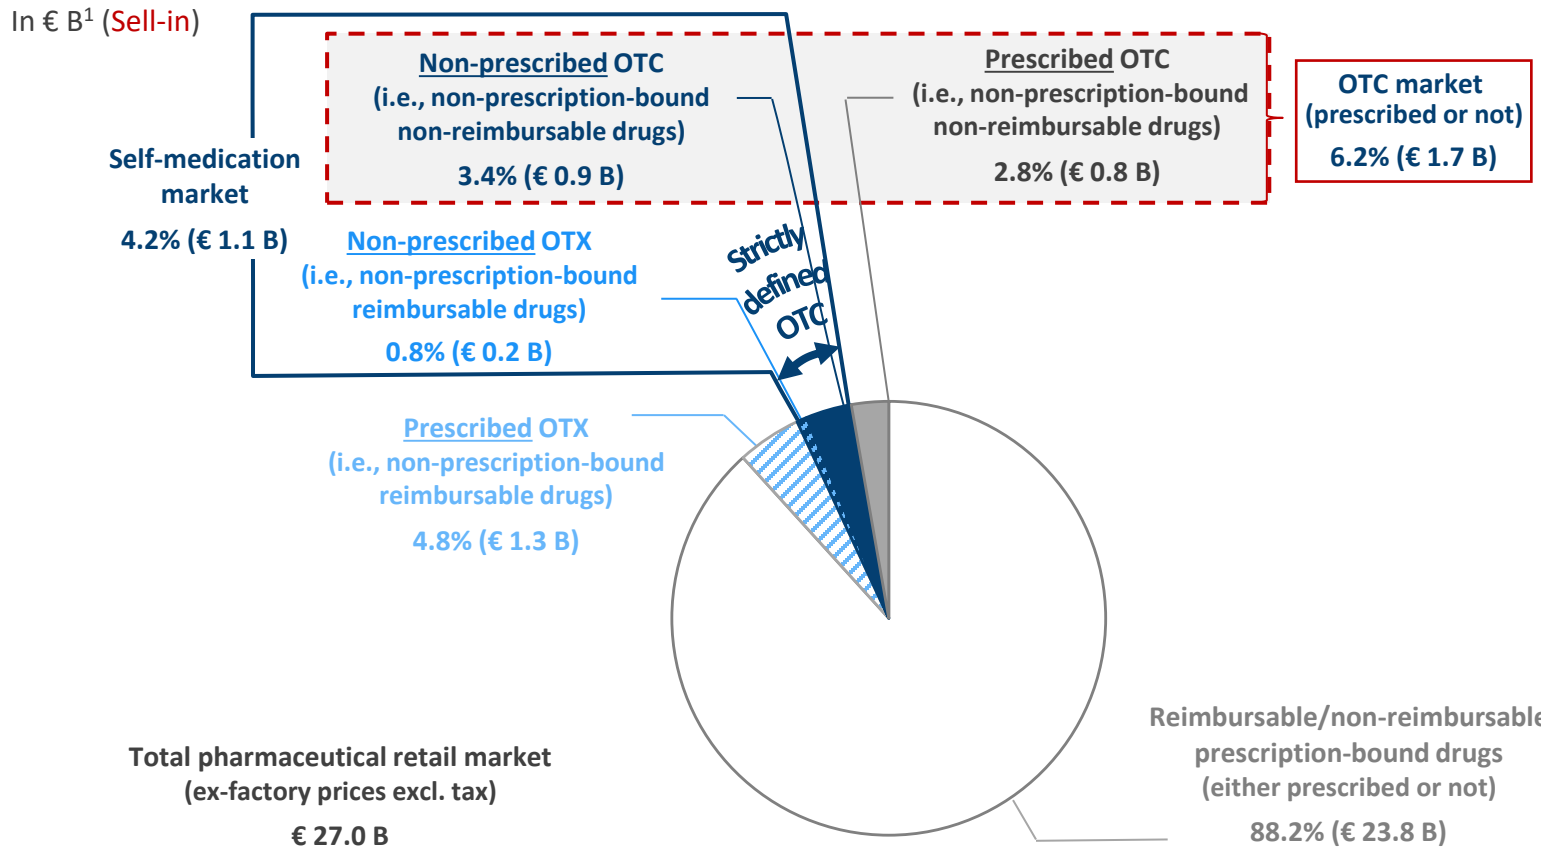 In € B1 (Sell-in)
Non-prescribed OTC
(i.e., non-prescription-bound
non-reimbursable drugs)
3.4% (€ 0.9 B)
Prescribed OTC
(i.e., non-prescription-bound
non-reimbursable drugs)
2.8% (€ 0.8 B)
OTC market
(prescribed or not)
6.2% (€ 1.7 B)
Self-medication
market
4.2% (€ 1.1 B)
Non-prescribed OTX
(i.e., non-prescription-bound
reimbursable drugs)
0.8% (€ 0.2 B)
Strictly
defined
OTC
Prescribed OTX
(i.e., non-prescription-bound
reimbursable drugs)
4.8% (€ 1.3 B)
Total pharmaceutical retail market
(ex-factory prices excl. tax)
€ 27.0 B
Reimbursable/non-reimbursable
prescription-bound drugs
(either prescribed or not)
88.2% (€ 23.8 B)